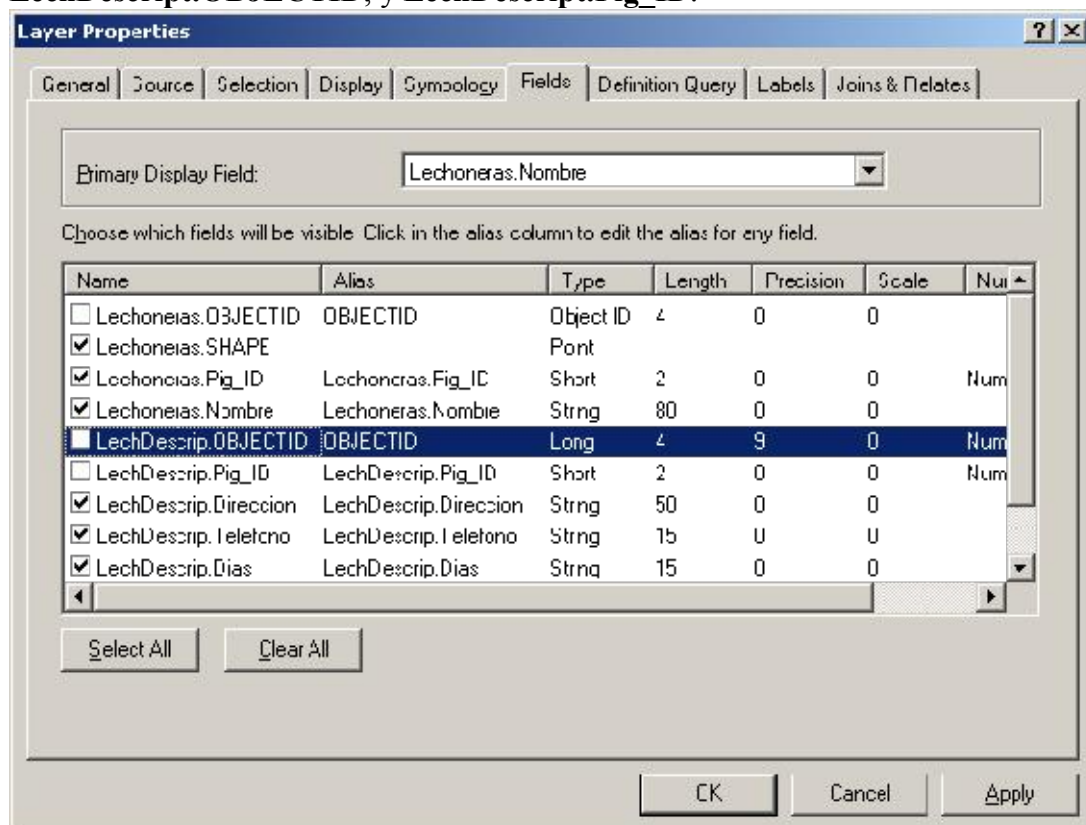 LechDescripa.OBJECTID, y LechDescripa.Pig_ID.
Layer Properties
General Source Selection Display Symbology Fields Definition Query Labels Joins & Relates
Primary Display Field: Lechoneras.Nombre
Choose which fields will be visible. Click in the alias column to edit the alias for any field.
Name Alias Type Length Precision Scale Nu
Lechoneras.OBJECTID OBJECTID Object ID 4 0 0
Lechoneras.SHAPE Point
Lechoneras.Pig_ID Lechoneras.Pig_ID Short 2 0 0 Num
Lechoneras.Nombre Lechoneras.Nombre String 80 0 0
LechDescrip.OBJECTID OBJECTID Long 4 9 0 Num
LechDescrip.Pig_ID LechDescrip.Pig_ID Short 2 0 0 Num
LechDescrip.Direccion LechDescrip.Direccion String 50 0 0
LechDescrip.Telefono LechDescrip.Telefono String 15 0 0
LechDescrip.Dias LechDescrip.Dias String 15 0 0
Select All Clear All
OK Cancel Apply